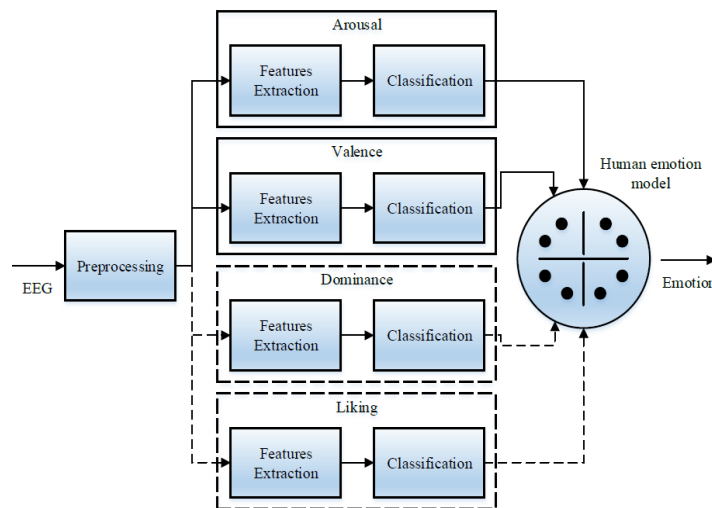 Arousal
Features
Extraction
Classification
Valence
Features
Extraction
Classification
Human emotion
model
EEG
Preprocessing
Emotion
Dominance
Features
Extraction
Classification
Liking
Features
Extraction
Classification